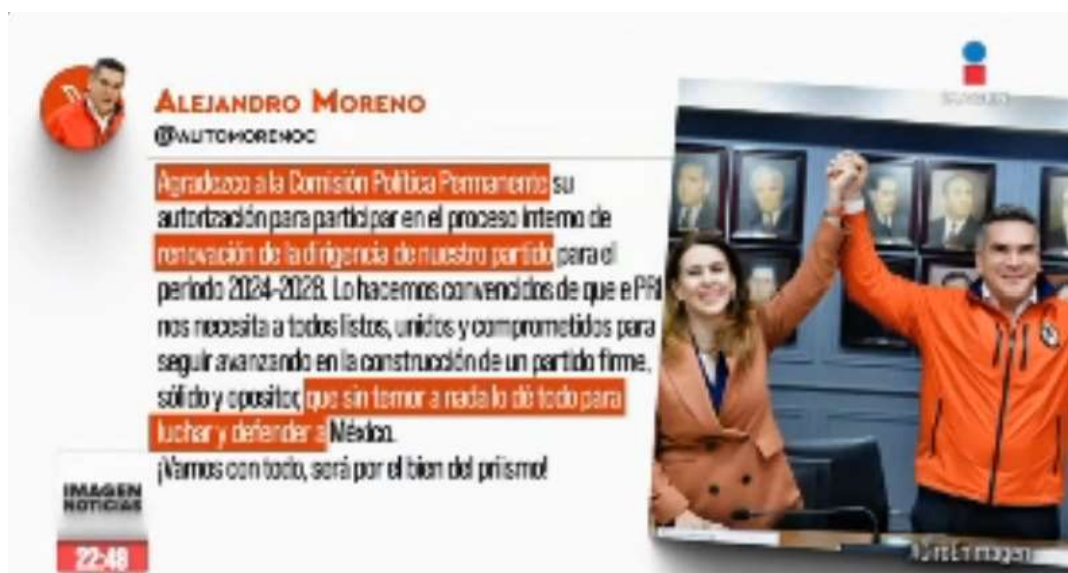 ALEJANDRO MORENO
@ALITOMORENOC
Agradezco a la Comisión Política Permanente su
autorización para participar en el proceso interno de
renovación de la dirigencia de nuestro partido para el
periodo 2024-2028. Lo hacemos convencidos de que e PRI
nos necesita a todos listos, unidos y comprometidos para
seguir avanzando en la construcción de un partido firme,
sólido y opositor, que sin temor a nada lo dé todo para
luchar y defender a México.
¡Vamos con todo, será por el bien del priismo!
IMAGEN
NOTICIAS
22:48